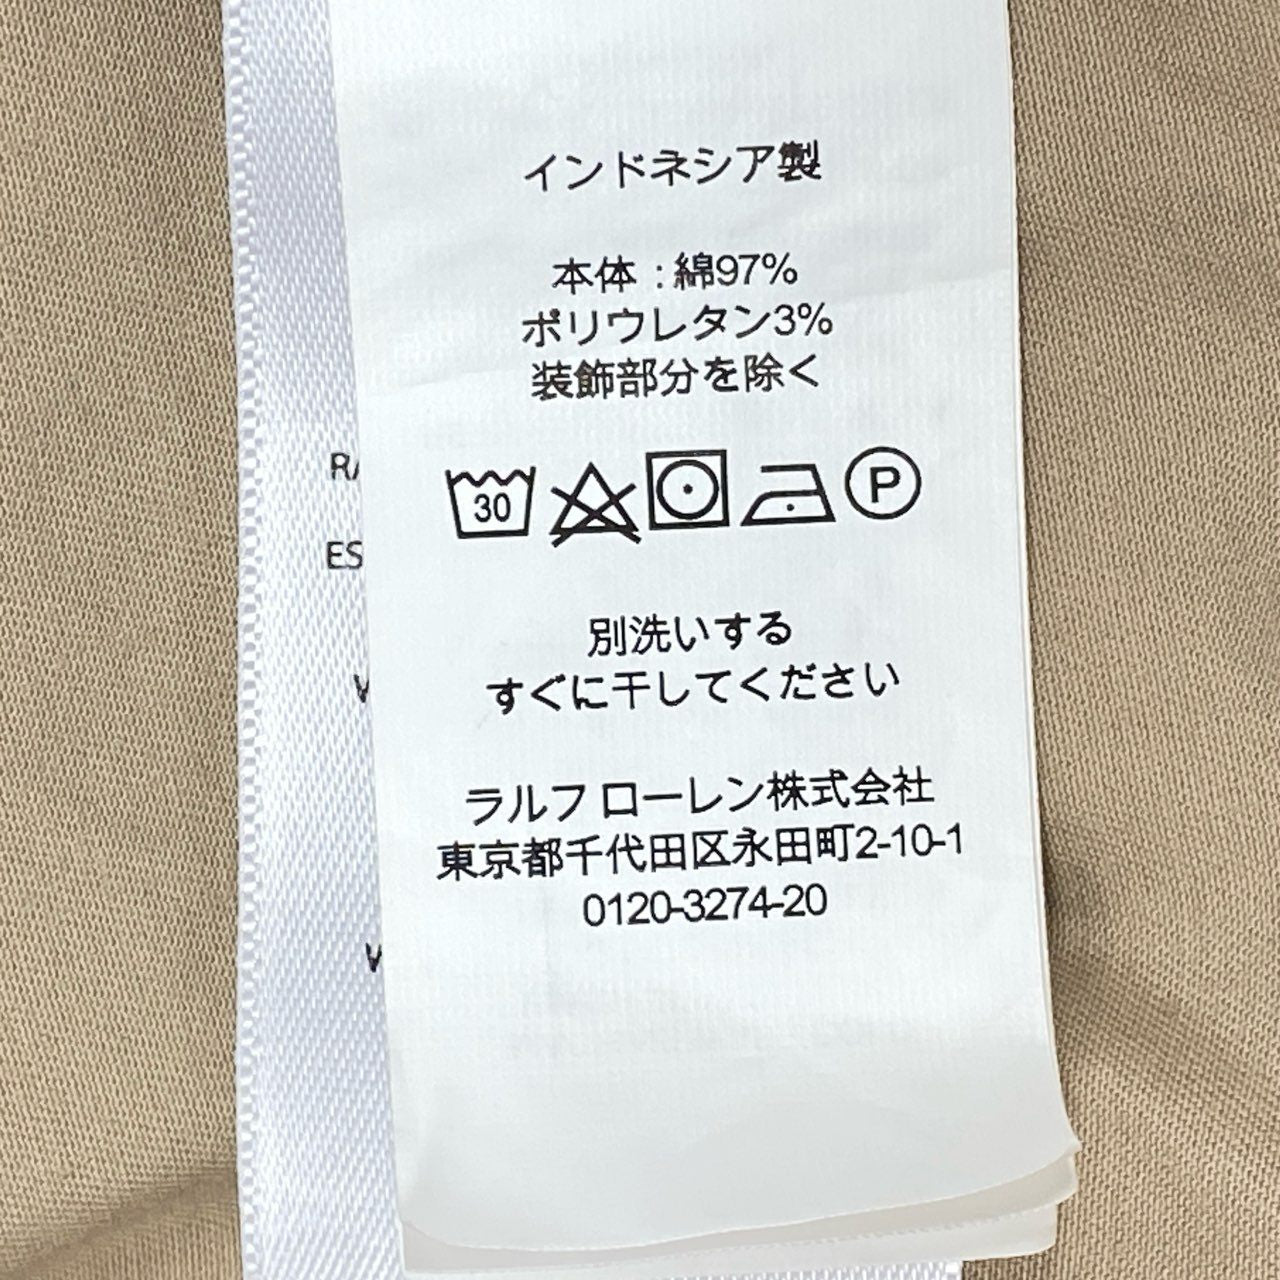 インドネシア製
本体 : 綿97%
ポリウレタン3%
装飾部分を除く
30
P
別洗いする
すぐに干してください
ラルフ ローレン株式会社
東京都千代田区永田町2-10-1
0120-3274-20